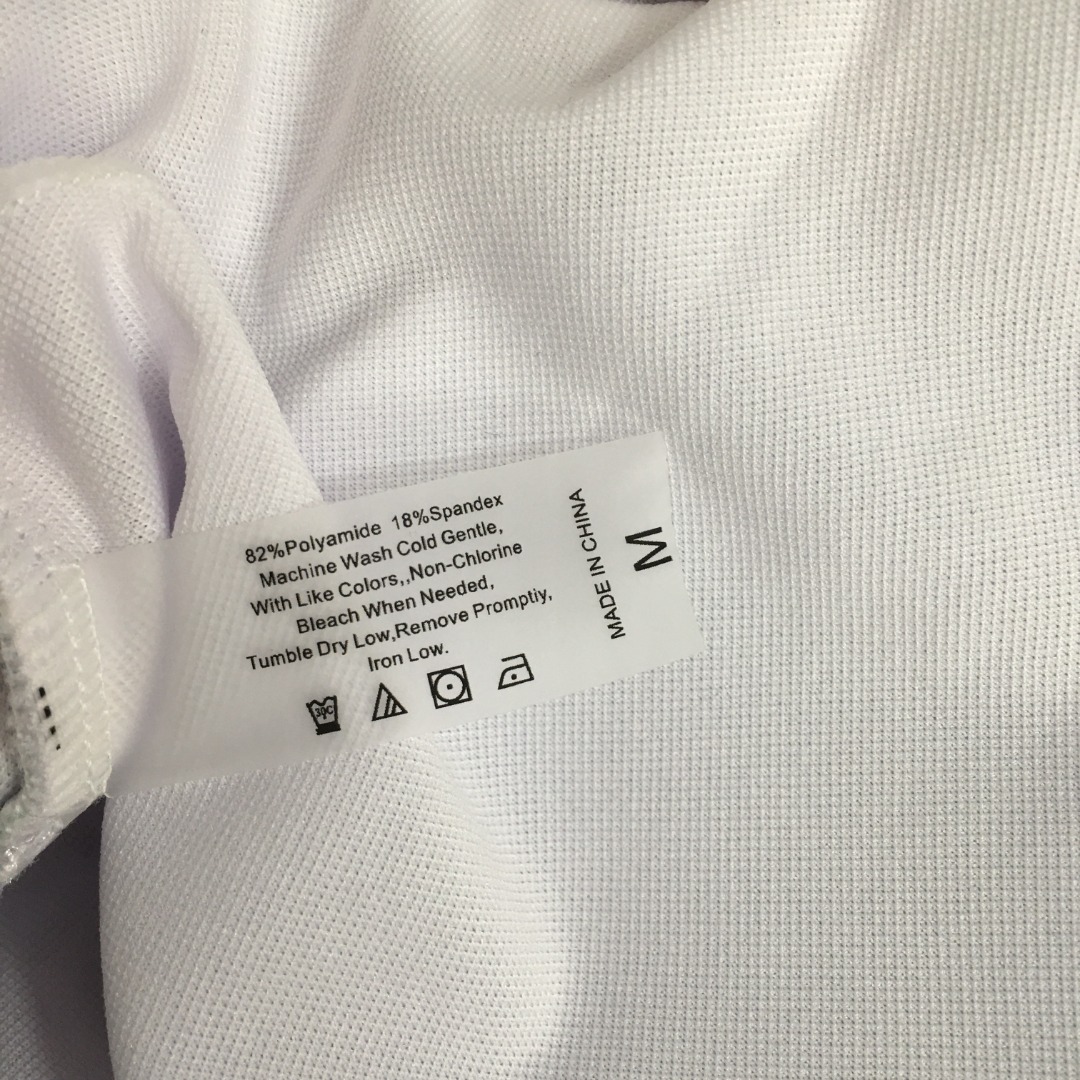 82%Polyamide 18%Spandex
Machine Wash Cold Gentle,
With Like Colors,,Non-Chlorine
Bleach When Needed,
Tumble Dry Low,Remove Promptiy,
Iron Low.
30C
MADE IN CHINA
M